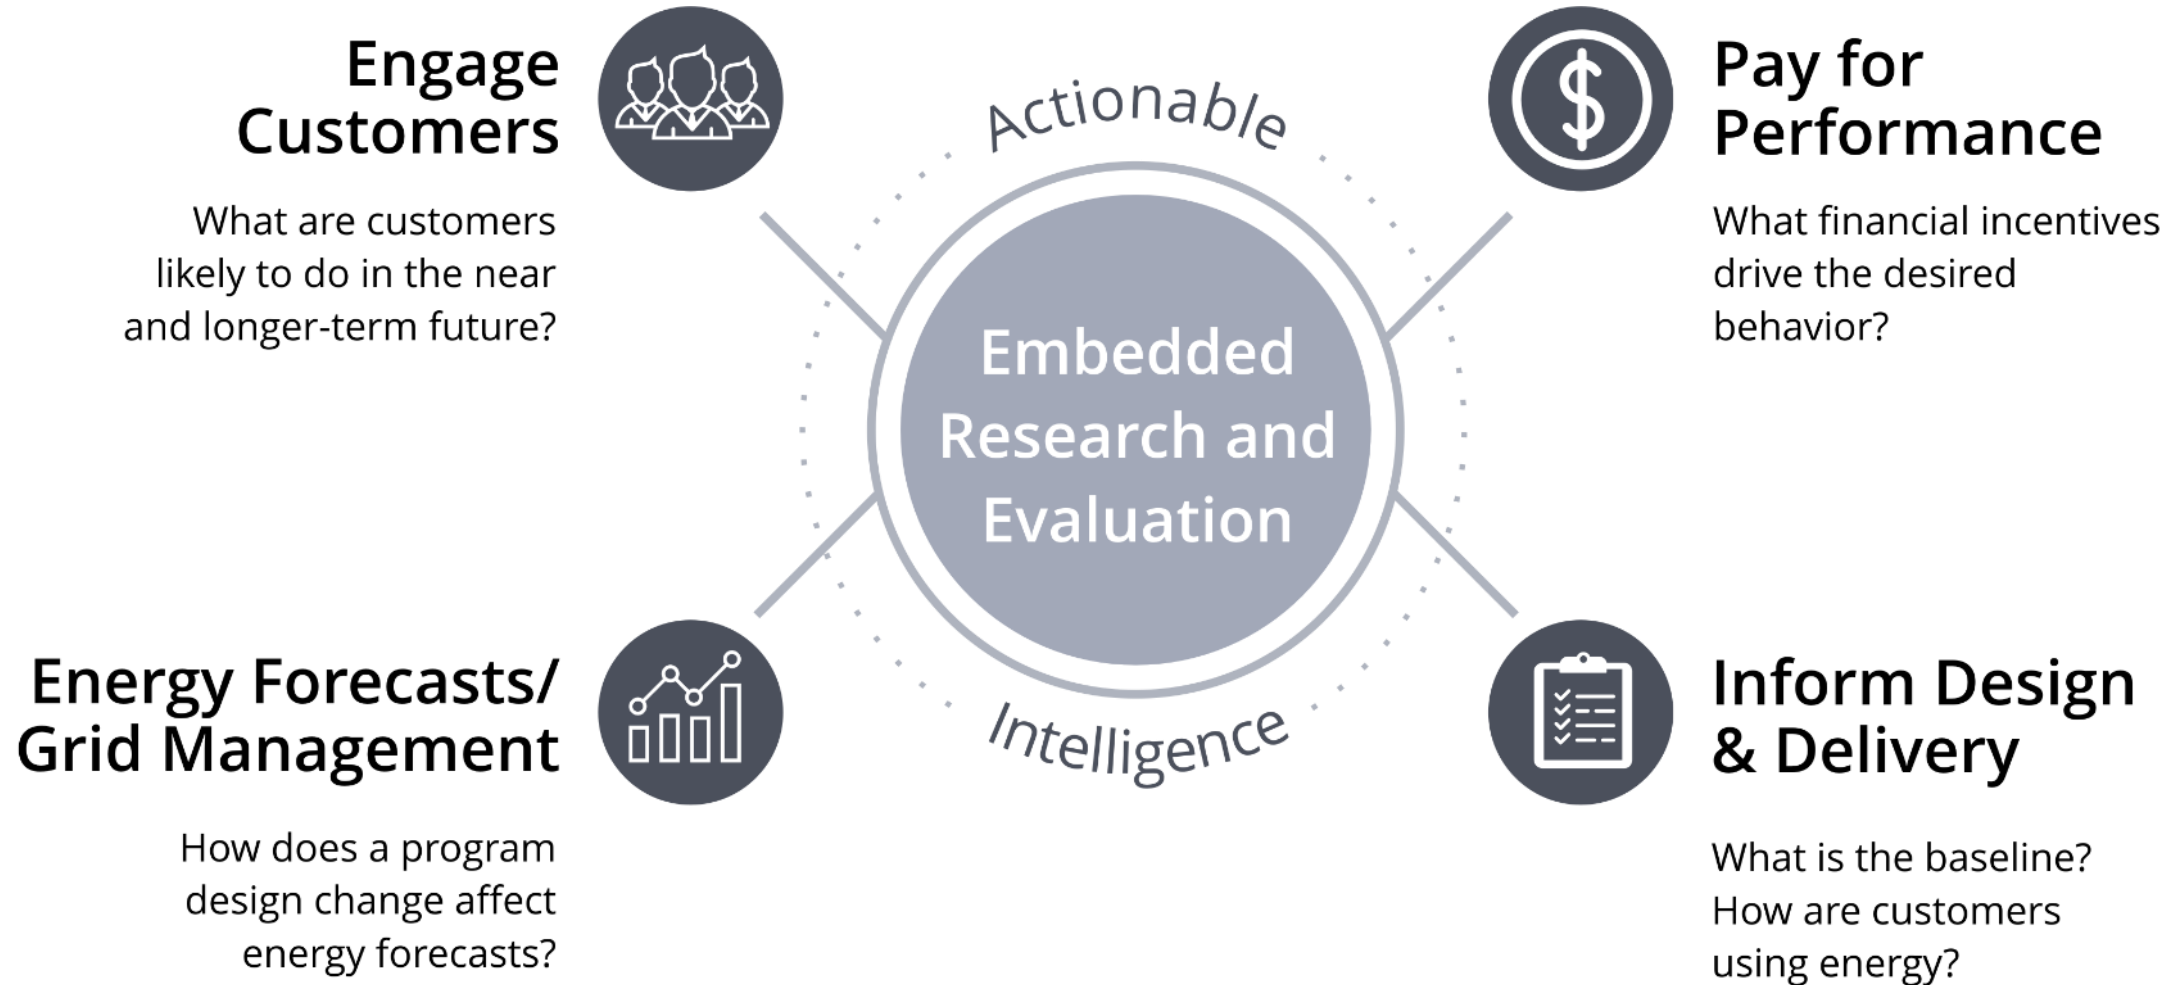 Engage
Customers
What are customers
likely to do in the near
and longer-term future?
Actionable
Pay for
Performance
What financial incentives
drive the desired
behavior?
Embedded
Research and
Evaluation
Energy Forecasts/
Grid Management
How does a program
design change affect
energy forecasts?
Intelligence
Inform Design
& Delivery
What is the baseline?
How are customers
using energy?